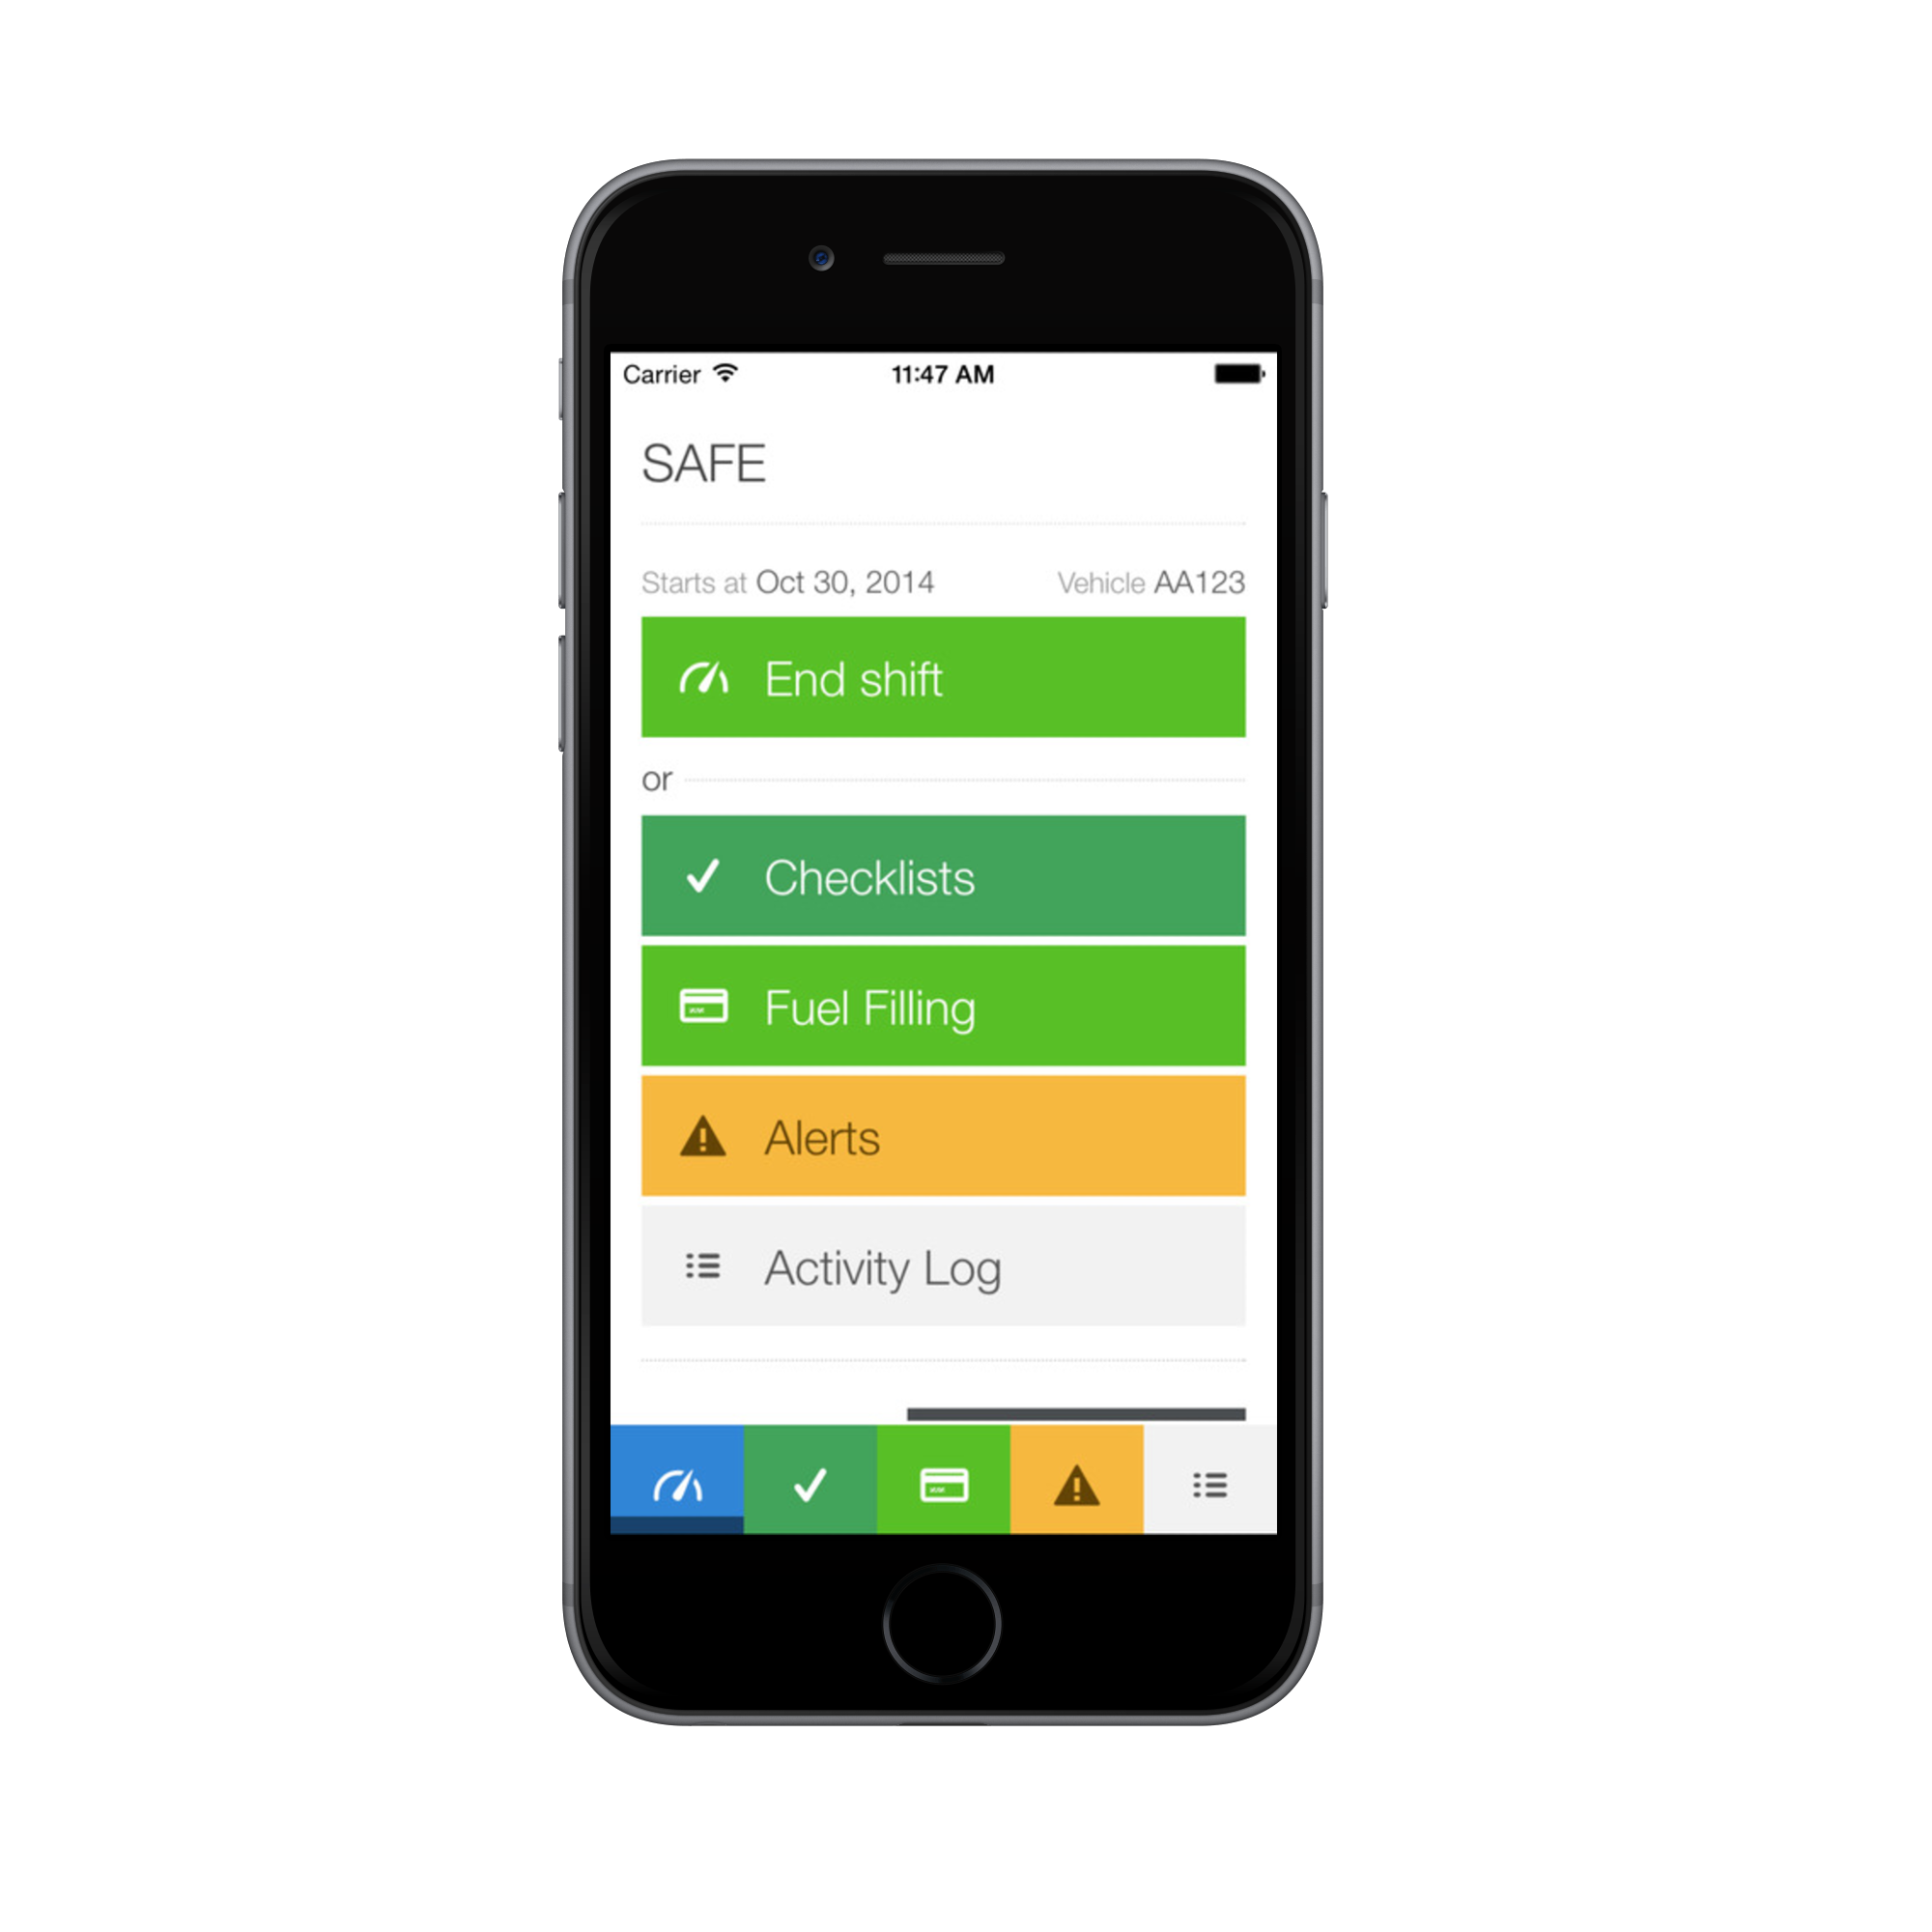 Carrier 11:47 AM
SAFE
Starts at Oct 30, 2014 Vehicle AA123
End shift
or
Checklists
Fuel Filling
Alerts
Activity Log